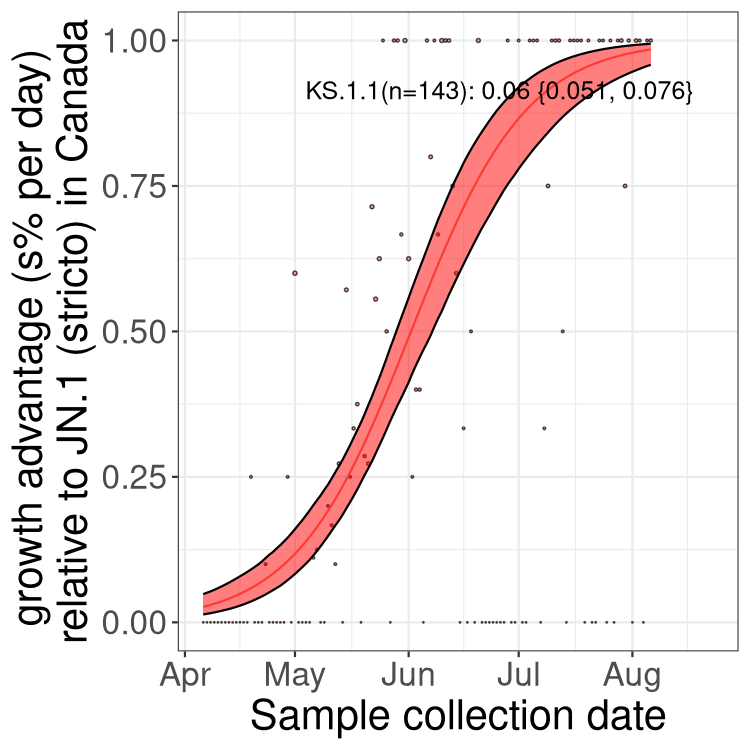 growth advantage (s% per day)
relative to JN.1 (stricto) in Canada
1.00
0.75
0.50
0.25
0.00
KS.1.1(n=143): 0.06 {0.051, 0.076}
Apr May Jun Jul Aug
Sample collection date